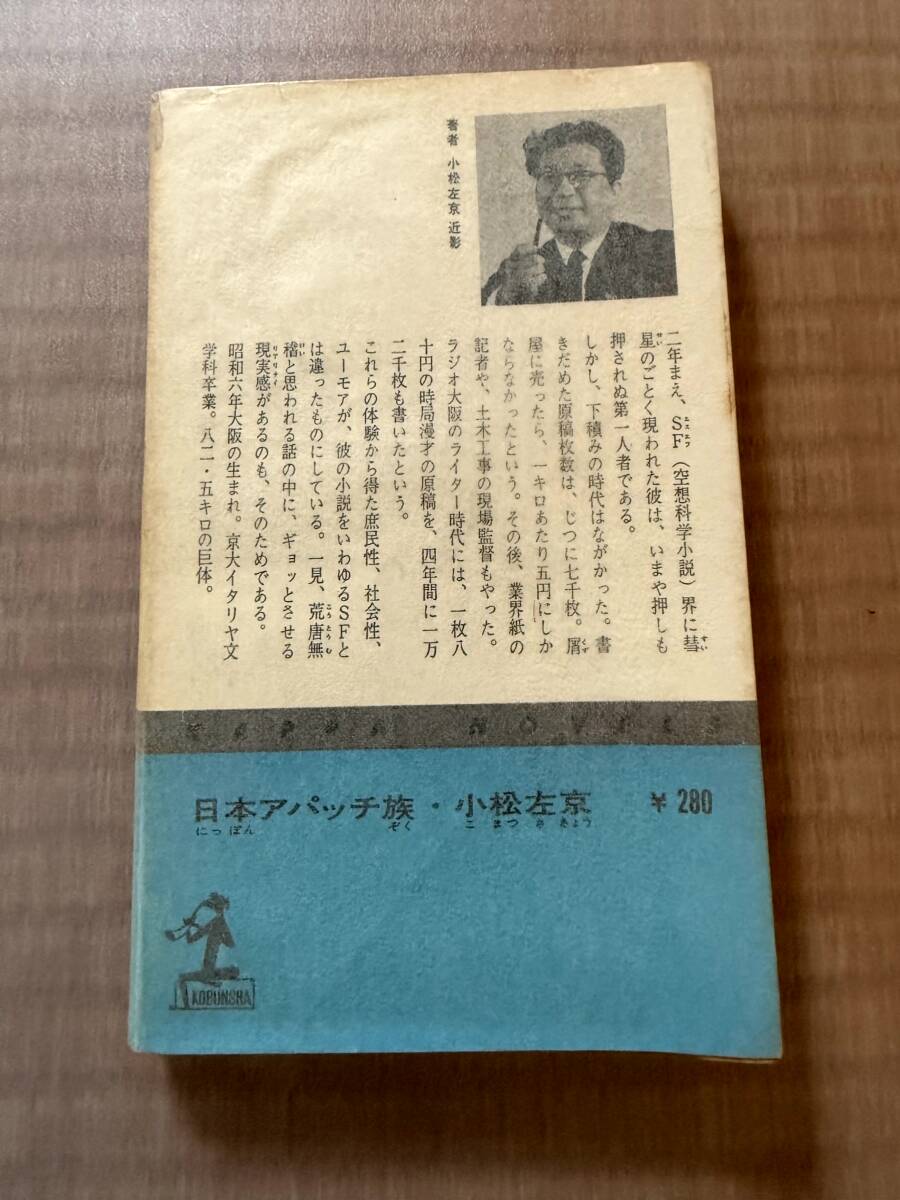 著者 小松左京近影
二年まえ、SF（空想科学小説）界に彗
星のごとく現われた彼は、いまや押しも
押されぬ第一人者である。
しかし、下積みの時代はながかった。書
きだめた原稿枚数は、じつに七千枚。屑
屋に売ったら、一キロあたり五円にしか
ならなかったという。その後、業界紙の
記者や、土木工事の現場監督もやった。
ラジオ大阪のライター時代には、一枚八
十円の時局漫才の原稿を、四年間に一万
二千枚も書いたという。
これらの体験から得た庶民性、社会性、
ユーモアが、彼の小説をいわゆるSFと
は違ったものにしている。一見、荒唐無
稽と思われる話の中に、ギョッとさせる
現実感があるのも、そのためである。
昭和六年大阪の生まれ。京大イタリヤ文
学科卒業。八二・五キロの巨体。
KAPPA NOVELS
日本アパッチ族・小松左京 ¥280
にっぽん ぞく こまつさきょう
KOBUNSHA